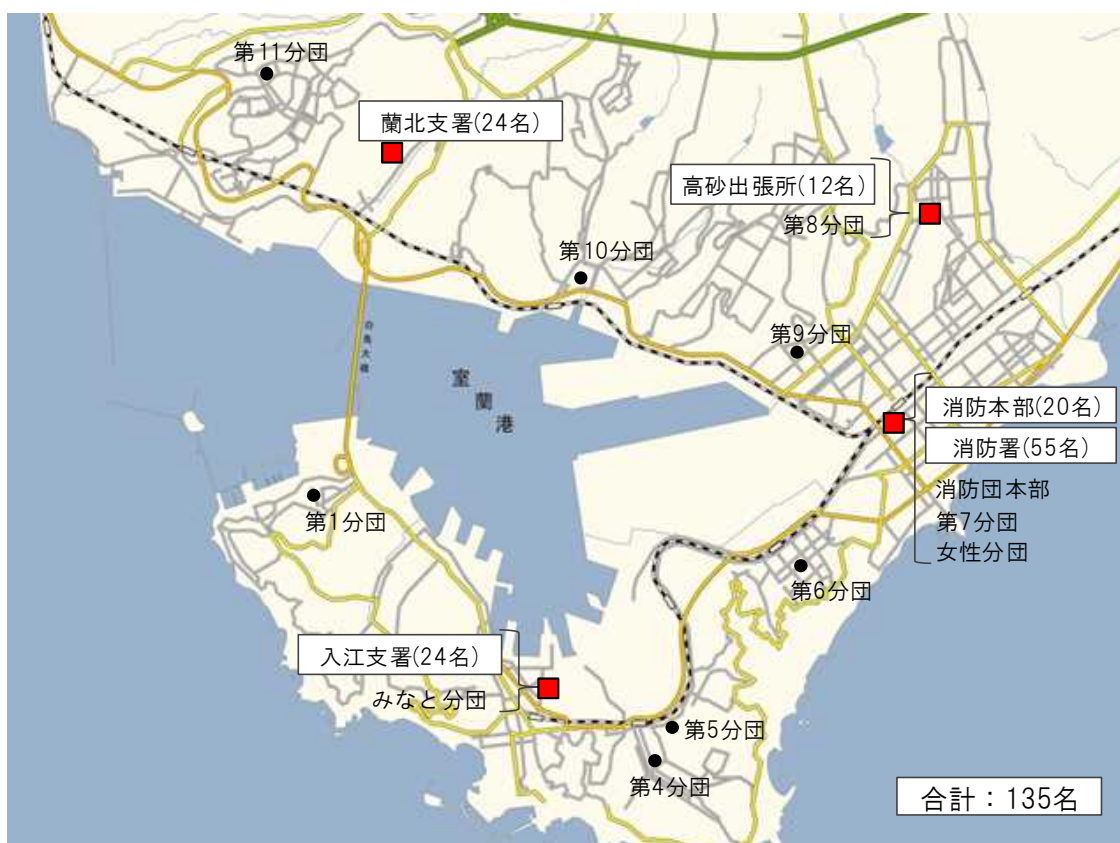 第11分団
蘭北支署(24名)
高砂出張所(12名)
第8分団
第10分団
白鳥大橋
第9分団
室蘭港
消防本部(20名)
消防署(55名)
消防団本部
第7分団
女性分団
第1分団
第6分団
入江支署(24名)
みなと分団
第5分団
第4分団
合計：135名